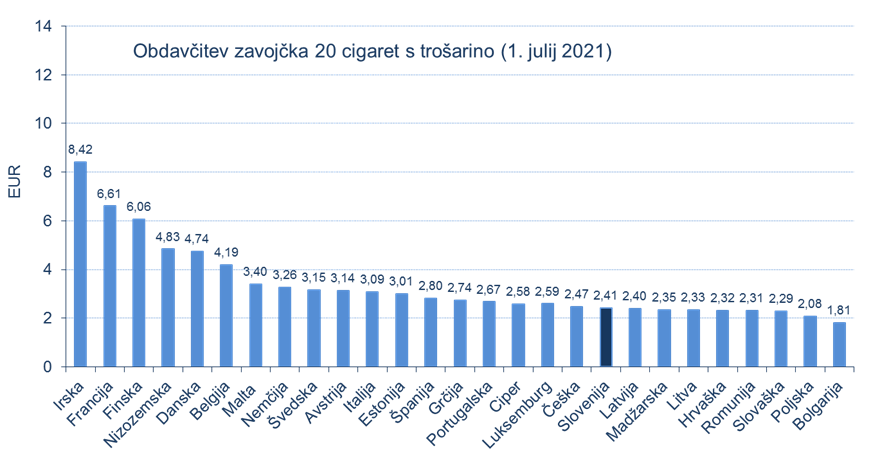 Obdavčitev zavojčka 20 cigaret s trošarino (1. julij 2021)
EUR
14
12
10
8
6
4
2
0
8,42
6,61
6,06
4,83
4,74
4,19
3,40
3,26
3,15
3,14
3,09
3,01
2,80
2,74
2,67
2,58
2,59
2,47
2,41
2,40
2,35
2,33
2,32
2,31
2,29
2,08
1,81
Irska
Francija
Finska
Nizozemska
Danska
Belgija
Malta
Nemčija
Švedska
Avstrija
Italija
Estonija
Španija
Grčija
Portugalska
Ciper
Luksemburg
Češka
Slovenija
Latvija
Madžarska
Litva
Hrvaška
Romunija
Slovaška
Poljska
Bolgarija